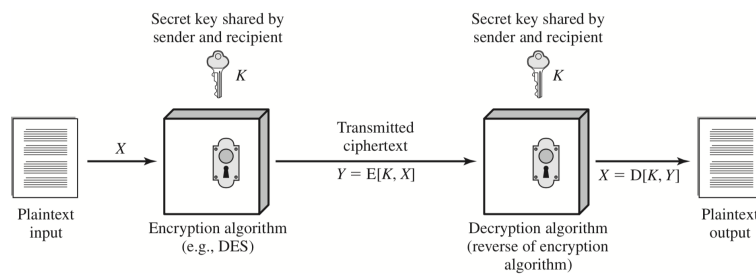 Secret key shared by
sender and recipient
K
Secret key shared by
sender and recipient
K
X
Transmitted
ciphertext
Y = E[K, X]
X = D[K, Y]
Plaintext
input
Encryption algorithm
(e.g., DES)
Decryption algorithm
(reverse of encryption
algorithm)
Plaintext
output